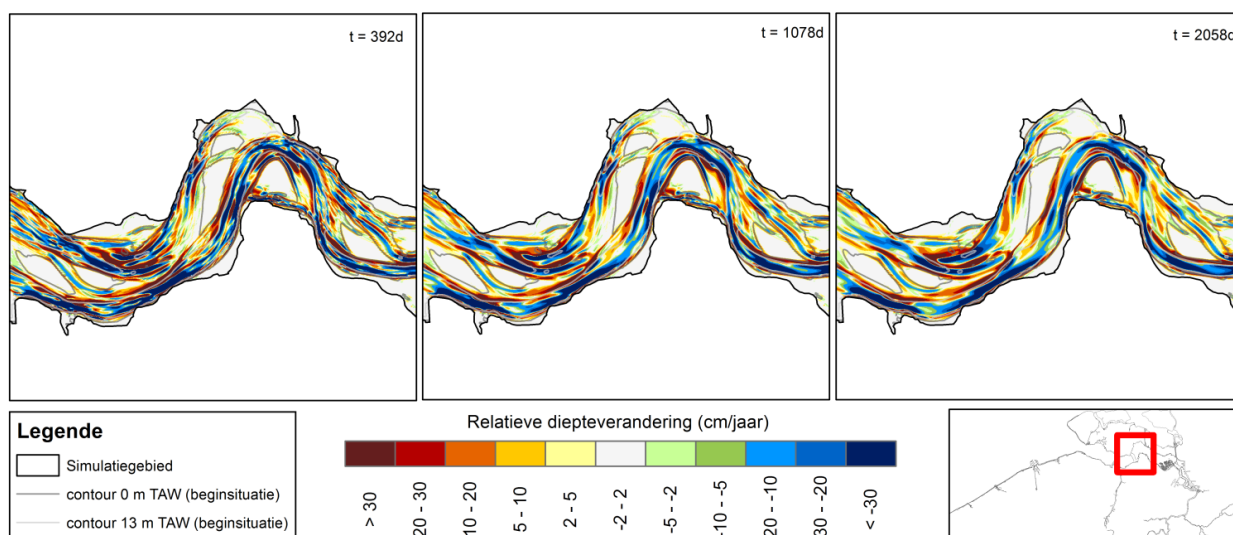 t = 392d
t = 1078d
t = 2058d
Legende
Simulatiegebied
contour 0 m TAW (beginsituatie)
contour 13 m TAW (beginsituatie)
Relatieve diepteverandering (cm/jaar)
> 30
20 - 30
10 - 20
5 - 10
2 - 5
-2 - 2
-5 - -2
-10 - -5
20 - -10
30 - -20
< -30